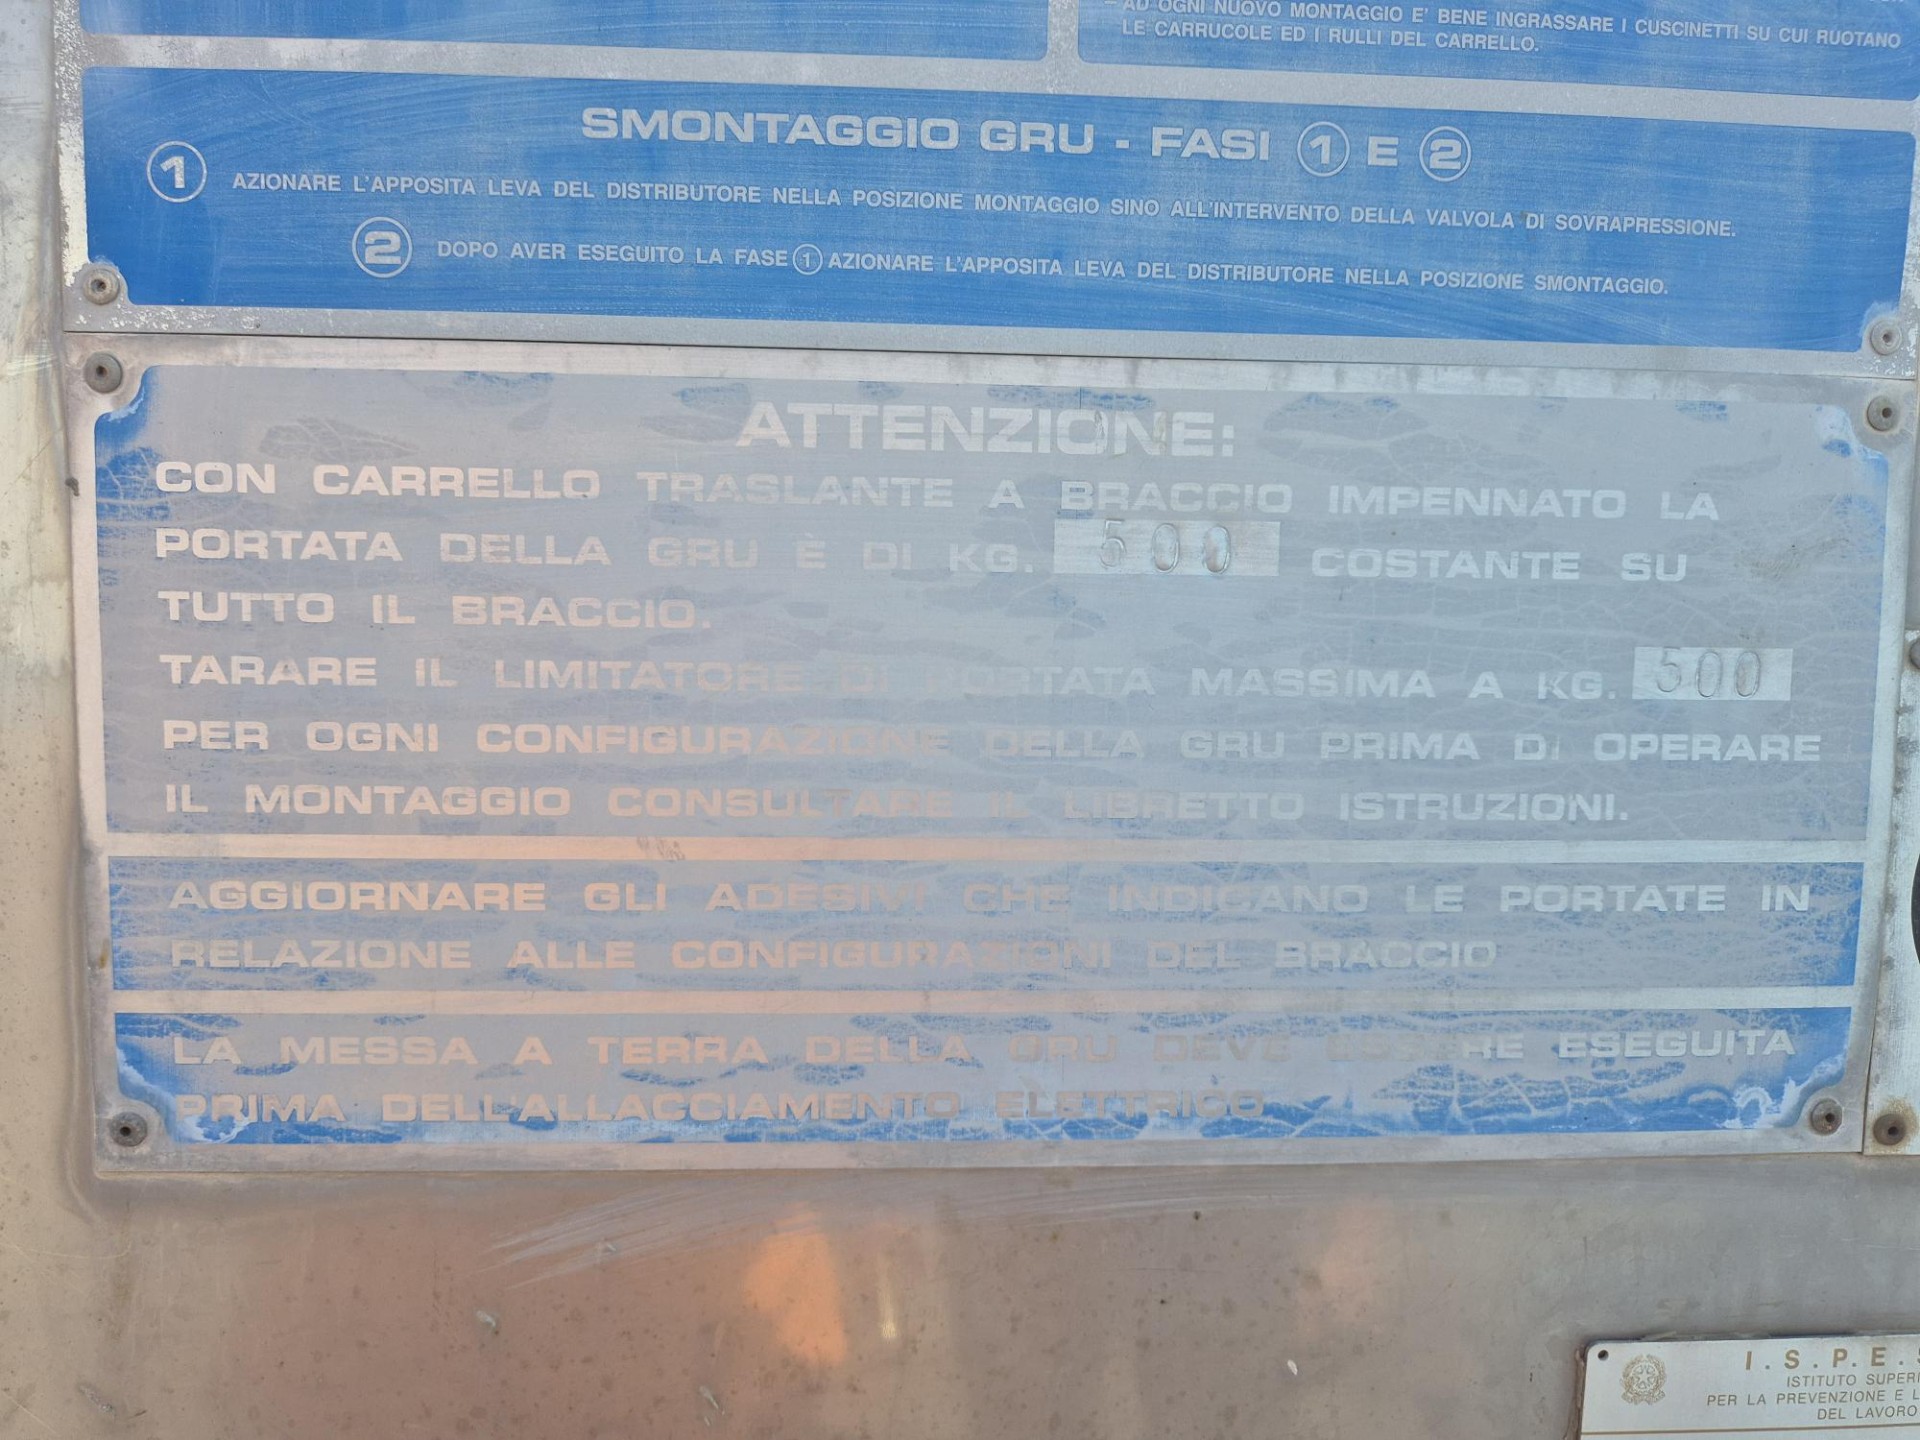 – AD OGNI NUOVO MONTAGGIO E' BENE INGRASSARE I CUSCINETTI SU CUI RUOTANO
LE CARRUCOLE ED I RULLI DEL CARRELLO.
SMONTAGGIO GRU - FASI 1 E 2
1 AZIONARE L'APPOSITA LEVA DEL DISTRIBUTORE NELLA POSIZIONE MONTAGGIO SINO ALL'INTERVENTO DELLA VALVOLA DI SOVRAPRESSIONE.
2 DOPO AVER ESEGUITO LA FASE 1 AZIONARE L'APPOSITA LEVA DEL DISTRIBUTORE NELLA POSIZIONE SMONTAGGIO.
ATTENZIONE:
CON CARRELLO TRASLANTE A BRACCIO IMPENNATO LA
PORTATA DELLA GRU È DI KG. 500 COSTANTE SU
TUTTO IL BRACCIO.
TARARE IL LIMITATORE DI PORTATA MASSIMA A KG. 500
PER OGNI CONFIGURAZIONE DELLA GRU PRIMA DI OPERARE
IL MONTAGGIO CONSULTARE IL LIBRETTO ISTRUZIONI.
AGGIORNARE GLI ADESIVI CHE INDICANO LE PORTATE IN
RELAZIONE ALLE CONFIGURAZIONI DEL BRACCIO
LA MESSA A TERRA DELLA GRU DEVE ESSERE ESEGUITA
PRIMA DELL'ALLACCIAMENTO ELETTRICO
I.S.P.E.S
ISTITUTO SUPERI
PER LA PREVENZIONE E L
DEL LAVORO